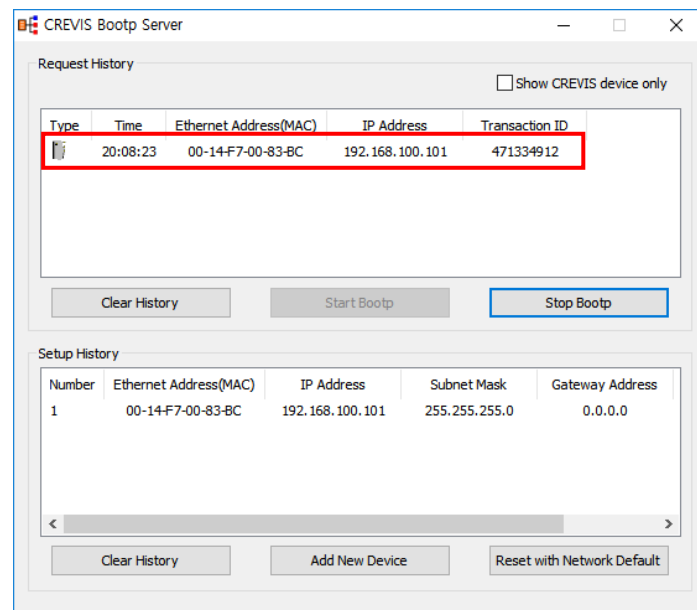 CREVIS Bootp Server
Request History
Show CREVIS device only
Type Time Ethernet Address(MAC) IP Address Transaction ID
20:08:23 00-14-F7-00-83-BC 192.168.100.101 471334912
Clear History Start Bootp Stop Bootp
Setup History
Number Ethernet Address(MAC) IP Address Subnet Mask Gateway Address
1 00-14-F7-00-83-BC 192.168.100.101 255.255.255.0 0.0.0.0
Clear History Add New Device Reset with Network Default